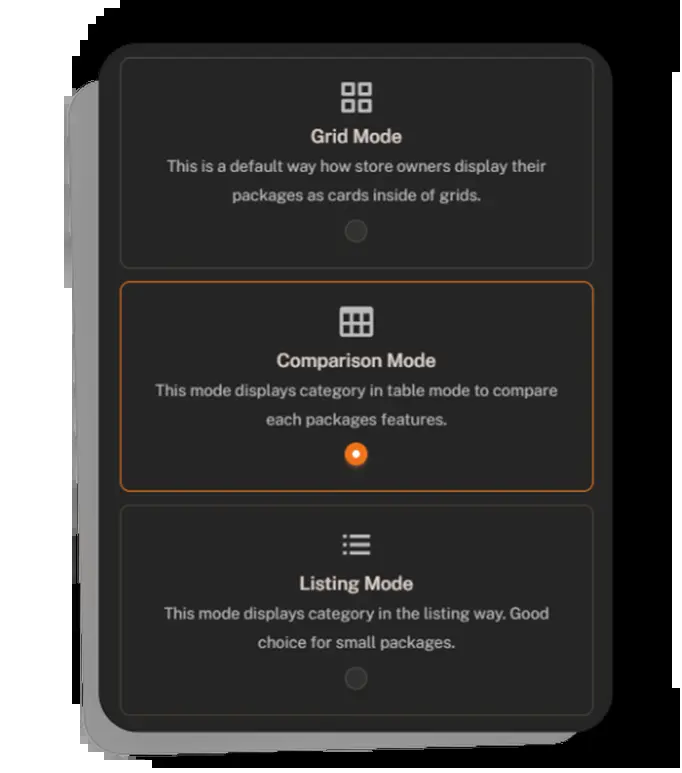 Grid Mode
This is a default way how store owners display their
packages as cards inside of grids.
Comparison Mode
This mode displays category in table mode to compare
each packages features.
Listing Mode
This mode displays category in the listing way. Good
choice for small packages.